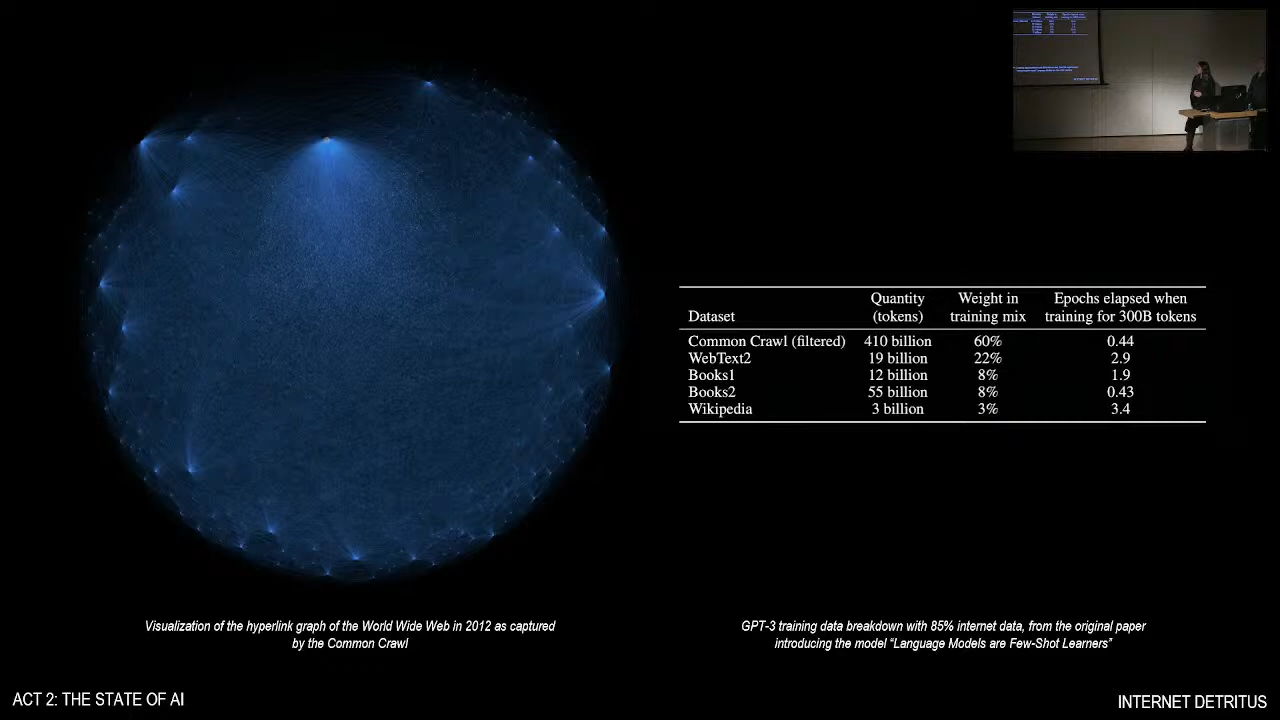 Dataset Quantity (tokens) Weight in training mix Epochs elapsed when training for 300B tokens
Common Crawl (filtered) 410 billion 60% 0.44
WebText2 19 billion 22% 2.9
Books1 12 billion 8% 1.9
Books2 55 billion 8% 0.43
Wikipedia 3 billion 3% 3.4
Visualization of the hyperlink graph of the World Wide Web in 2012 as captured
by the Common Crawl
GPT-3 training data breakdown with 85% internet data, from the original paper
introducing the model “Language Models are Few-Shot Learners”
ACT 2: THE STATE OF AI
INTERNET DETRITUS